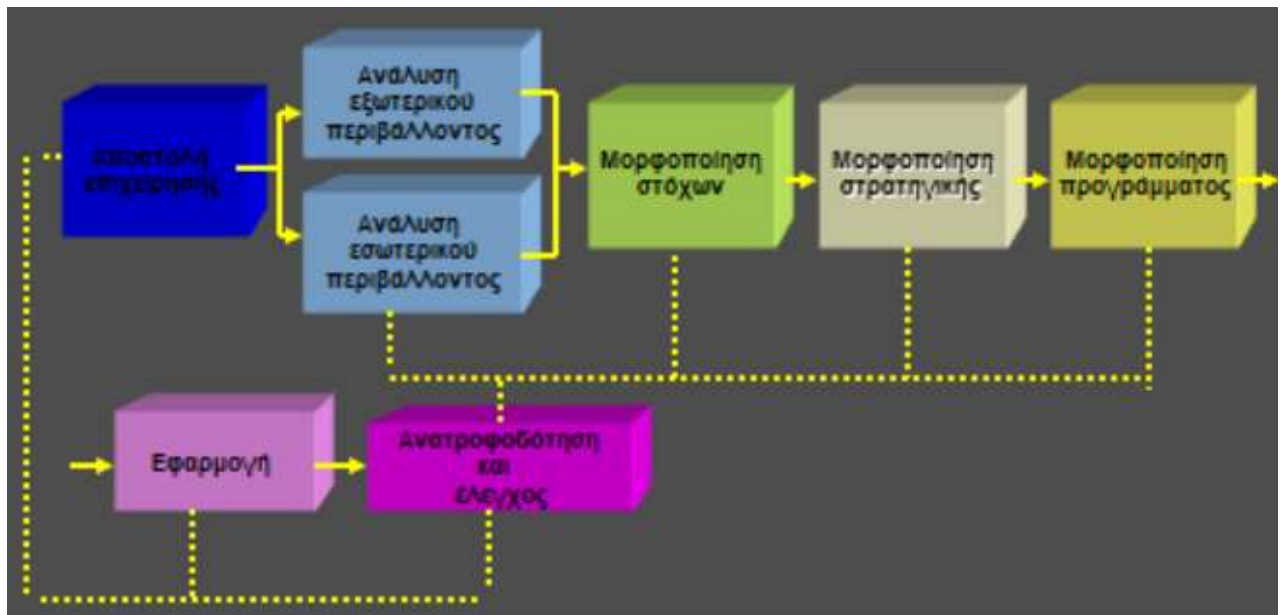 Ανάλυση
εξωτερικού
περιβάλλοντος
αποστολή
επιχείρησης
Ανάλυση
εσωτερικού
περιβάλλοντος
Μορφοποίηση
στόχων
Μορφοποίηση
στρατηγικής
Μορφοποίηση
προγράμματος
Εφαρμογή
Ανατροφοδότηση
και
έλεγχος